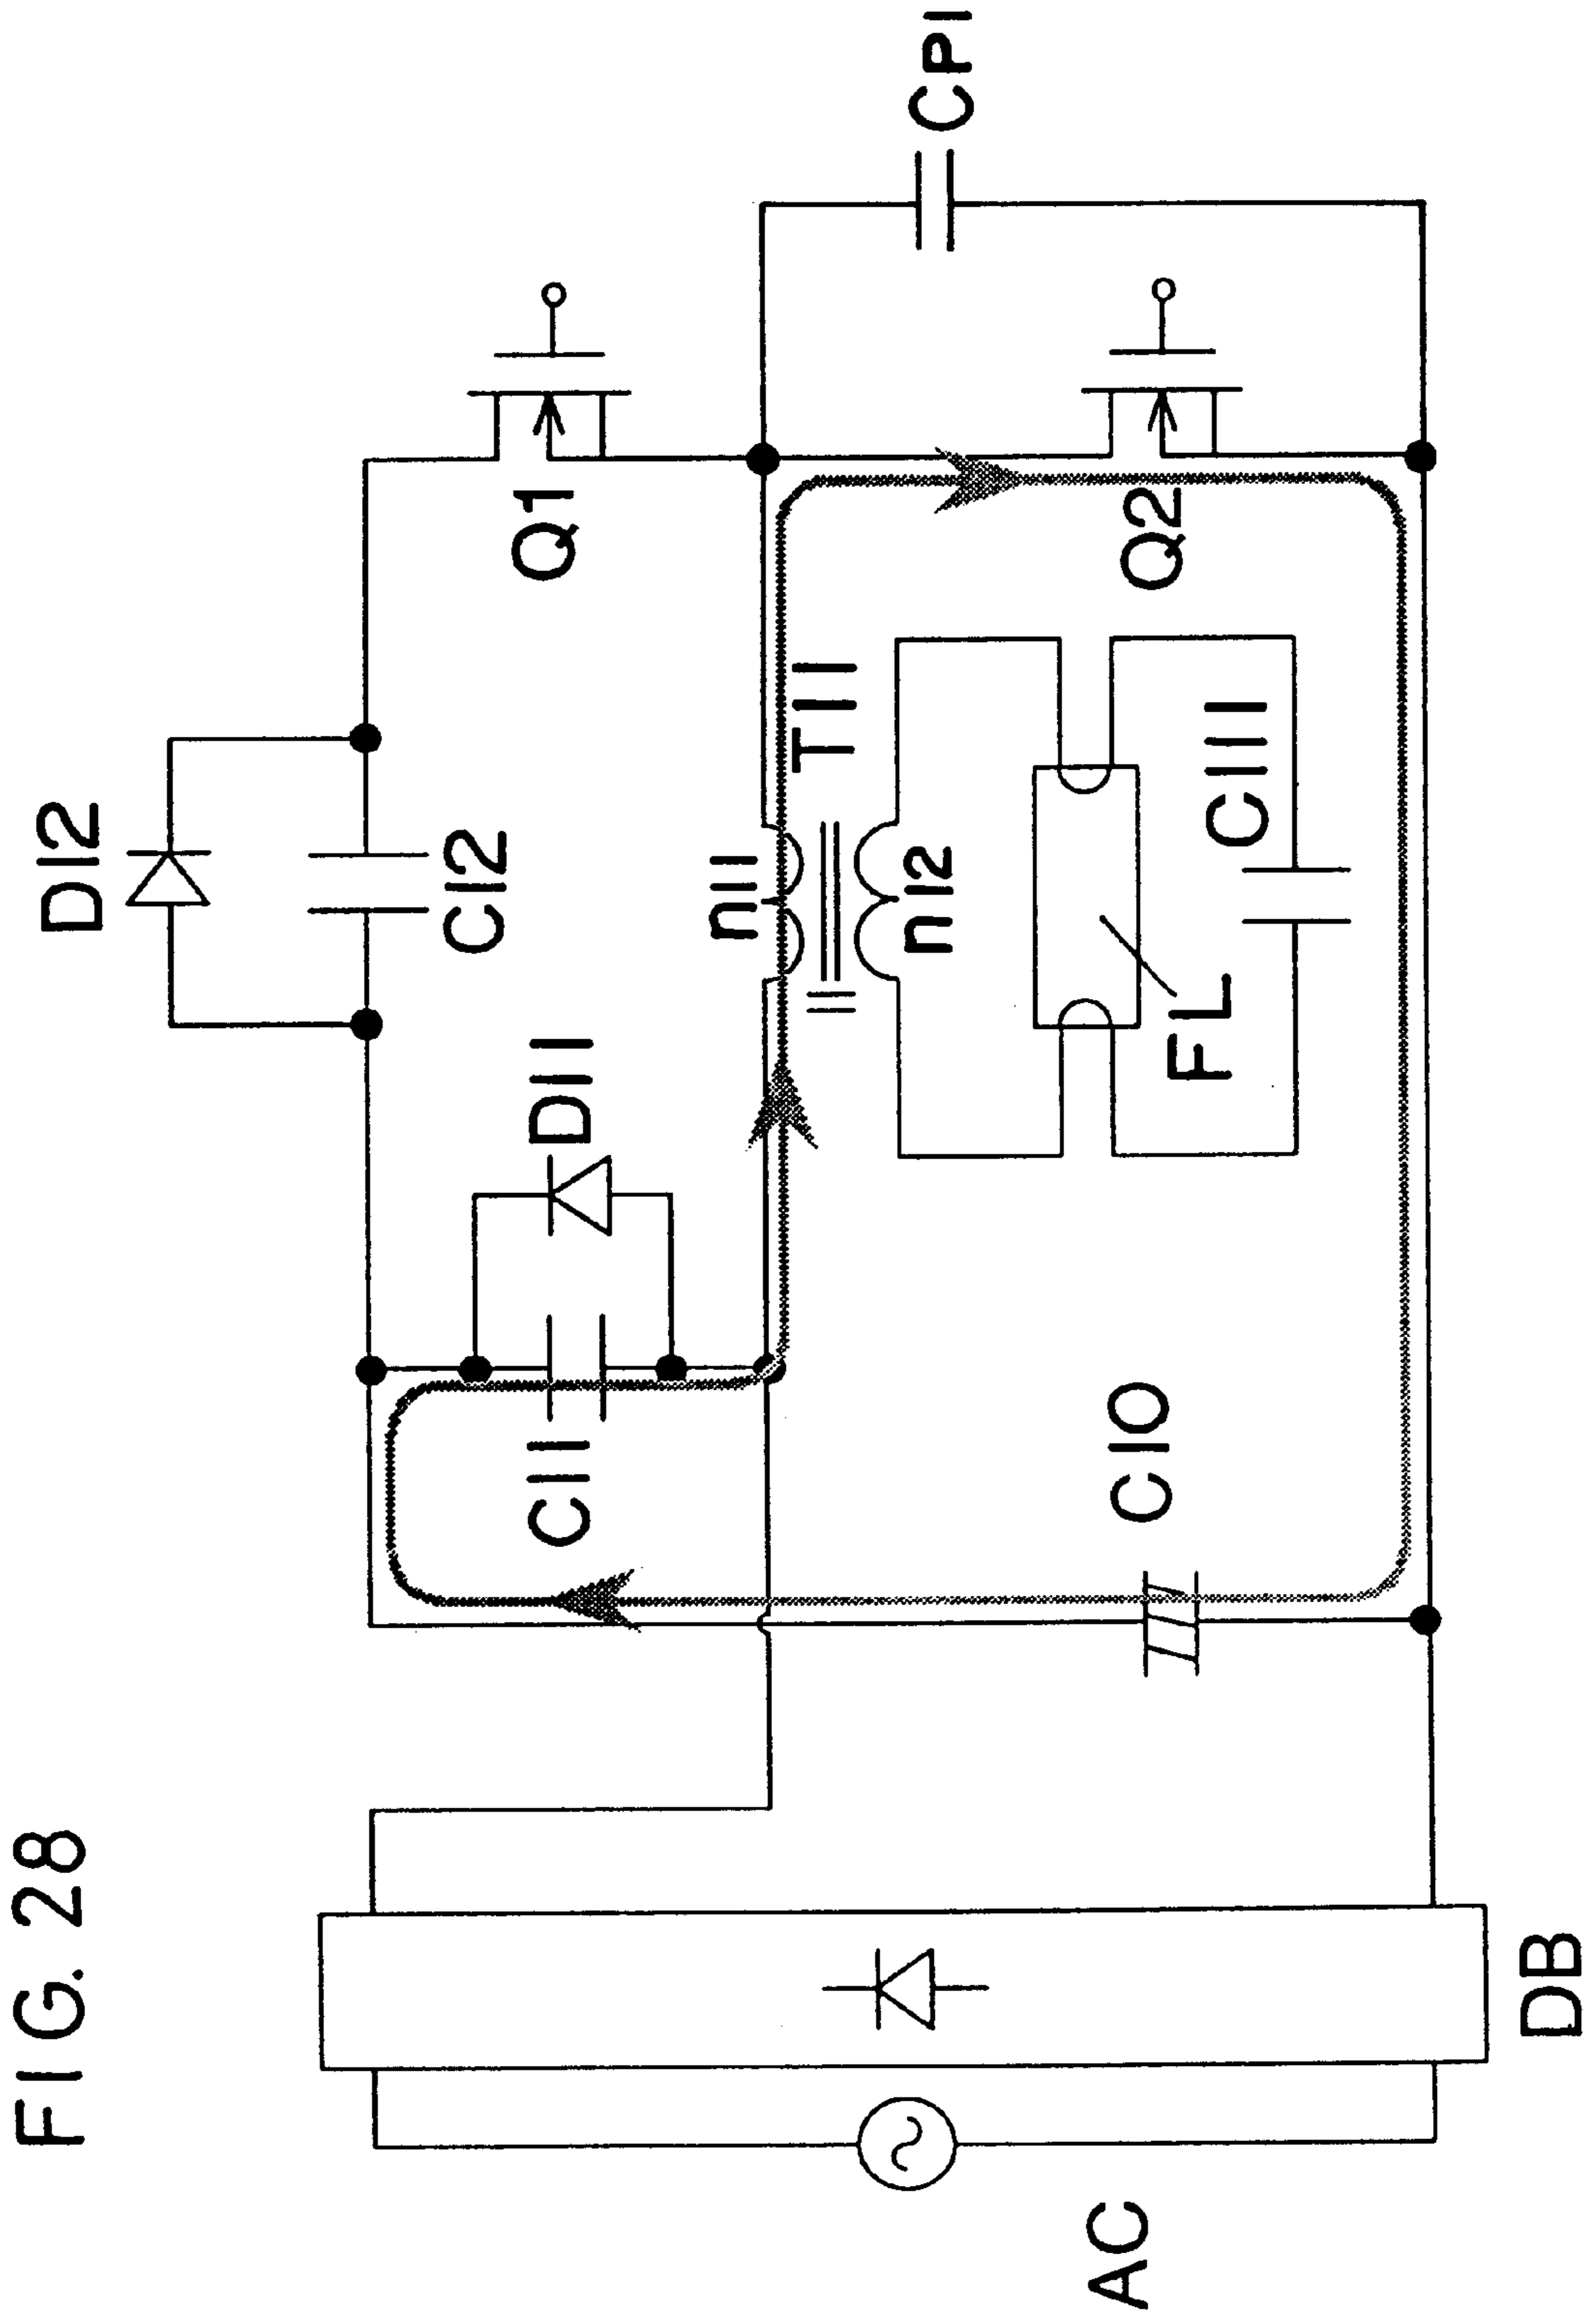 FIG. 28
D12
C12
Q1
D11
C11
n11
T11
n12
CP1
Q2
C111
FL
C10
AC
DB